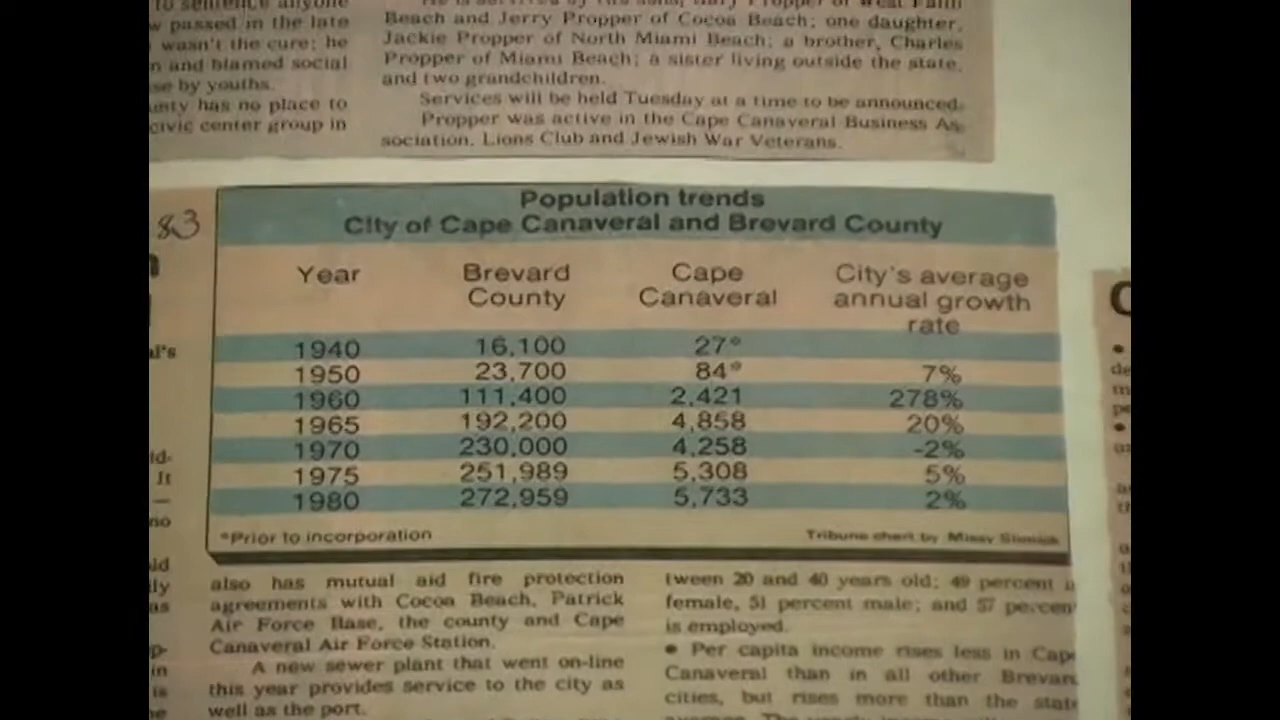 to sentence anyone
w passed in the late
wasn't the cure; he
n and blamed social
se by youths.
unty has no place to
civic center group in
Beach and Jerry Propper of Cocoa Beach; one daughter,
Jackie Propper of North Miami Beach; a brother, Charles
Propper of Miami Beach; a sister living outside the state,
and two grandchildren.
Services will be held Tuesday at a time to be announced.
Propper was active in the Cape Canaveral Business As-
sociation, Lions Club and Jewish War Veterans.
83
Population trends
City of Cape Canaveral and Brevard County
Year Brevard County Cape Canaveral City's average annual growth rate
1940 16,100 27*
1950 23,700 84* 7%
1960 111,400 2,421 278%
1965 192,200 4,858 20%
1970 230,000 4,258 -2%
1975 251,989 5,308 5%
1980 272,959 5,733 2%
*Prior to incorporation
Tribune chart by Missy
also has mutual aid fire protection
agreements with Cocoa Beach, Patrick
Air Force Base, the county and Cape
Canaveral Air Force Station.
A new sewer plant that went on-line
this year provides service to the city as
well as the port.
tween 20 and 40 years old; 49 percent
female, 51 percent male; and 57 percen
is employed.
• Per capita income rises less in Cape
Canaveral than in all other Brevard
cities, but rises more than the state